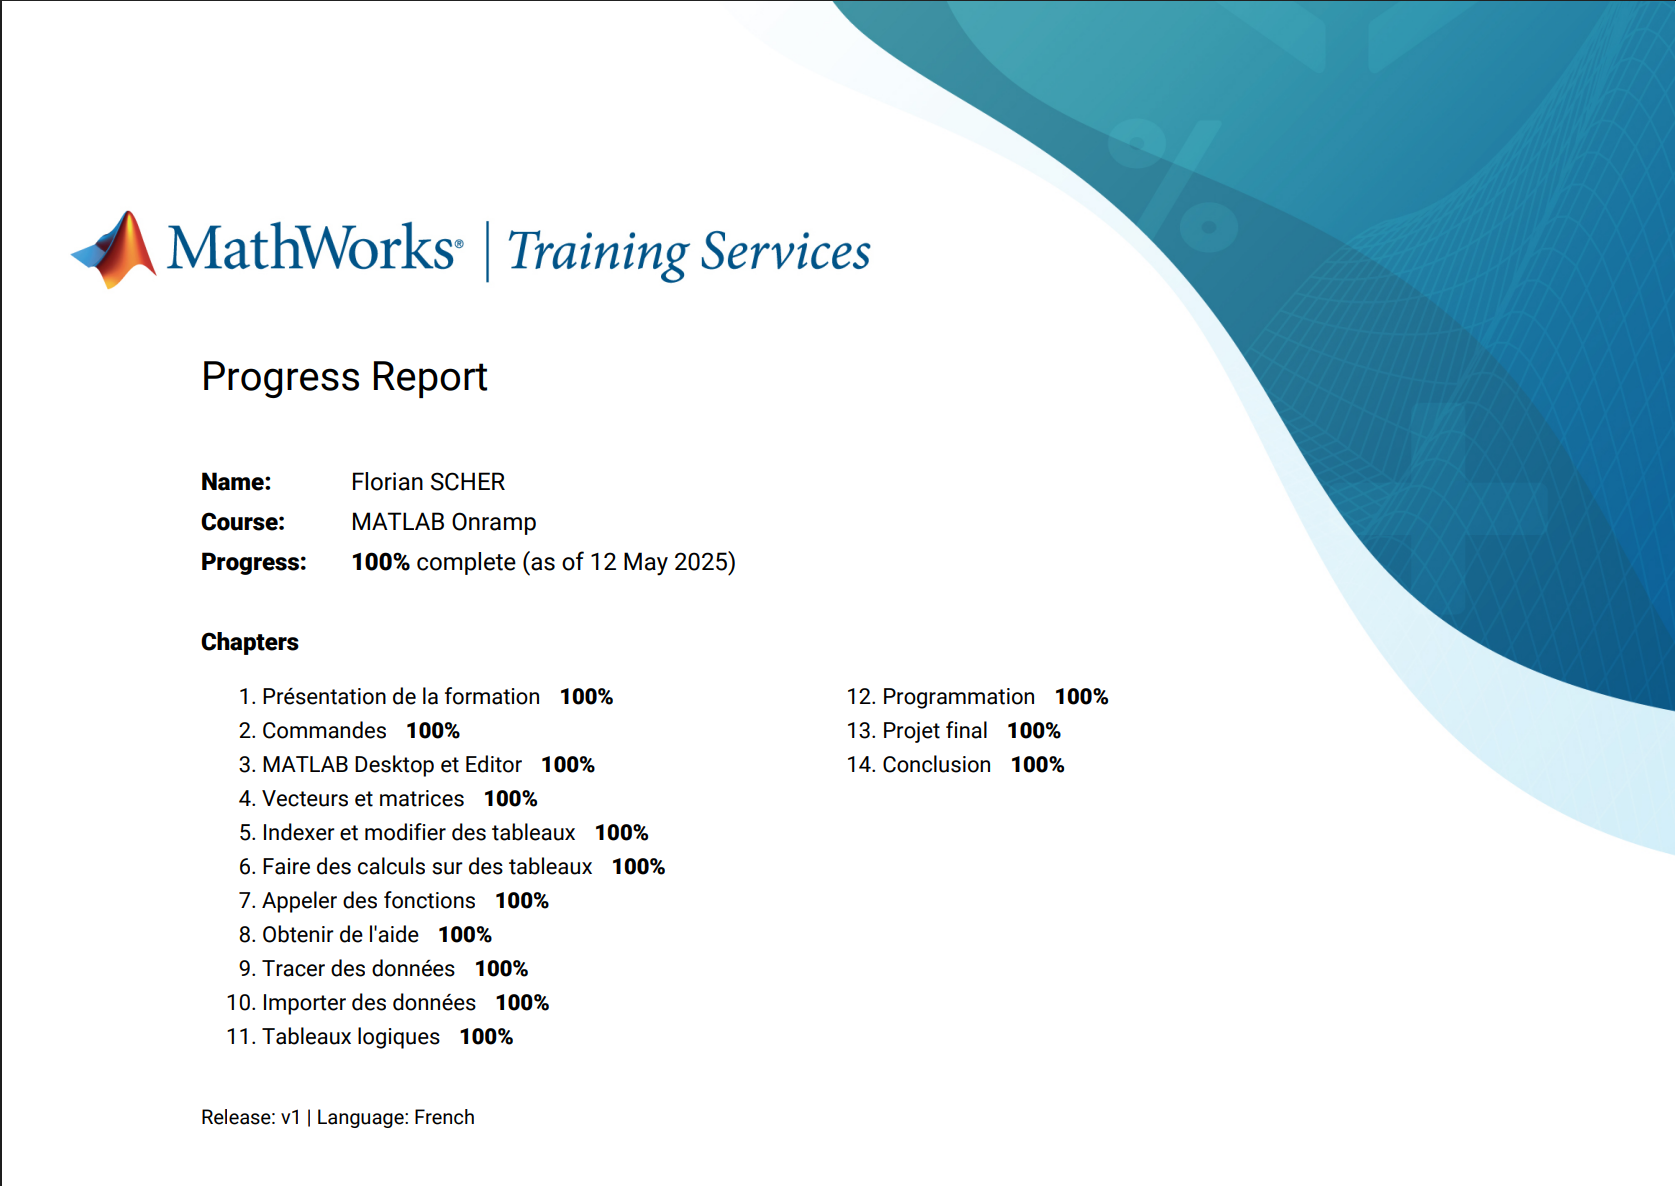 MathWorks® | Training Services
Progress Report
Name: Florian SCHER
Course: MATLAB Onramp
Progress: 100% complete (as of 12 May 2025)
Chapters
1. Présentation de la formation 100%
2. Commandes 100%
3. MATLAB Desktop et Editor 100%
4. Vecteurs et matrices 100%
5. Indexer et modifier des tableaux 100%
6. Faire des calculs sur des tableaux 100%
7. Appeler des fonctions 100%
8. Obtenir de l'aide 100%
9. Tracer des données 100%
10. Importer des données 100%
11. Tableaux logiques 100%
12. Programmation 100%
13. Projet final 100%
14. Conclusion 100%
Release: v1 | Language: French